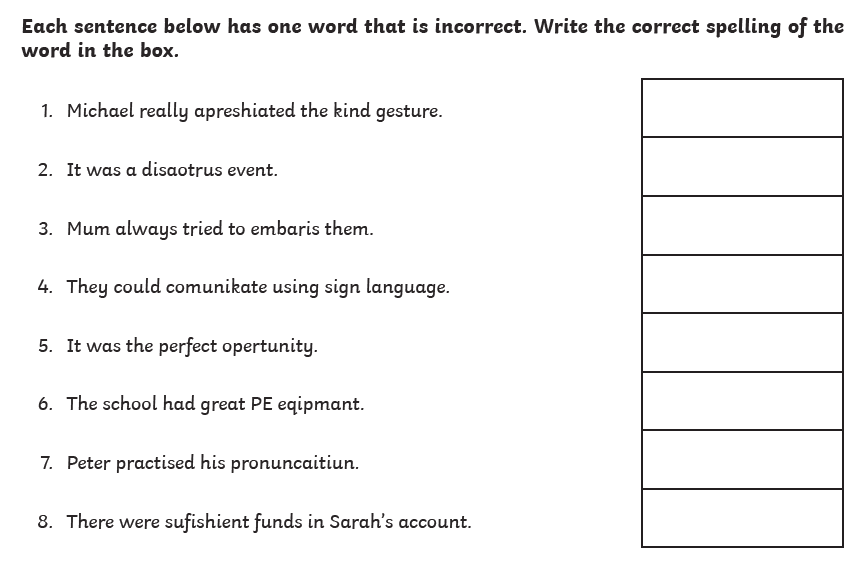 Each sentence below has one word that is incorrect. Write the correct spelling of the
word in the box.
1. Michael really apreshiated the kind gesture.
2. It was a disaotrus event.
3. Mum always tried to embaris them.
4. They could comunikate using sign language.
5. It was the perfect opertunity.
6. The school had great PE eqipmant.
7. Peter practised his pronuncaitiun.
8. There were sufishient funds in Sarah's account.